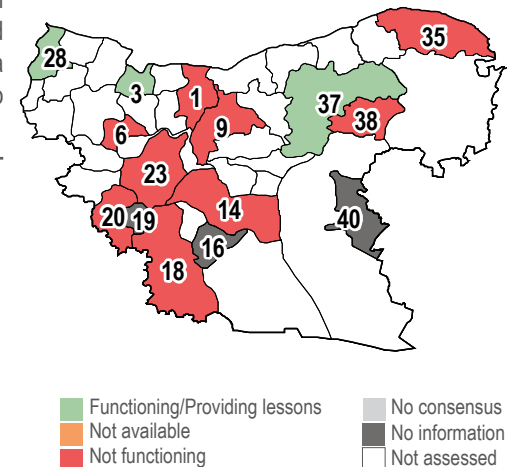 35
28
3
1
37
38
6
9
23
20
19
14
40
16
18
Functioning/Providing lessons
Not available
Not functioning
No consensus
No information
Not assessed